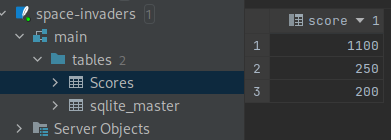 space-invaders 1
main
tables 2
Scores
sqlite_master
Server Objects
score 1
1 1100
2 250
3 200